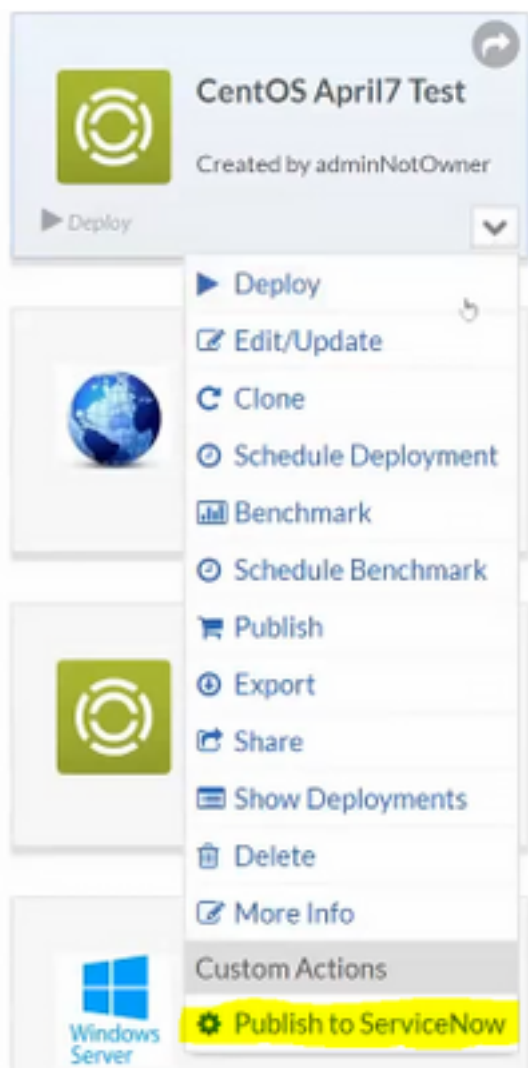 CentOS April7 Test
Created by adminNotOwner
Deploy
Deploy
Edit/Update
Clone
Schedule Deployment
Benchmark
Schedule Benchmark
Publish
Export
Share
Show Deployments
Delete
More Info
Custom Actions
Publish to ServiceNow
Windows
Server